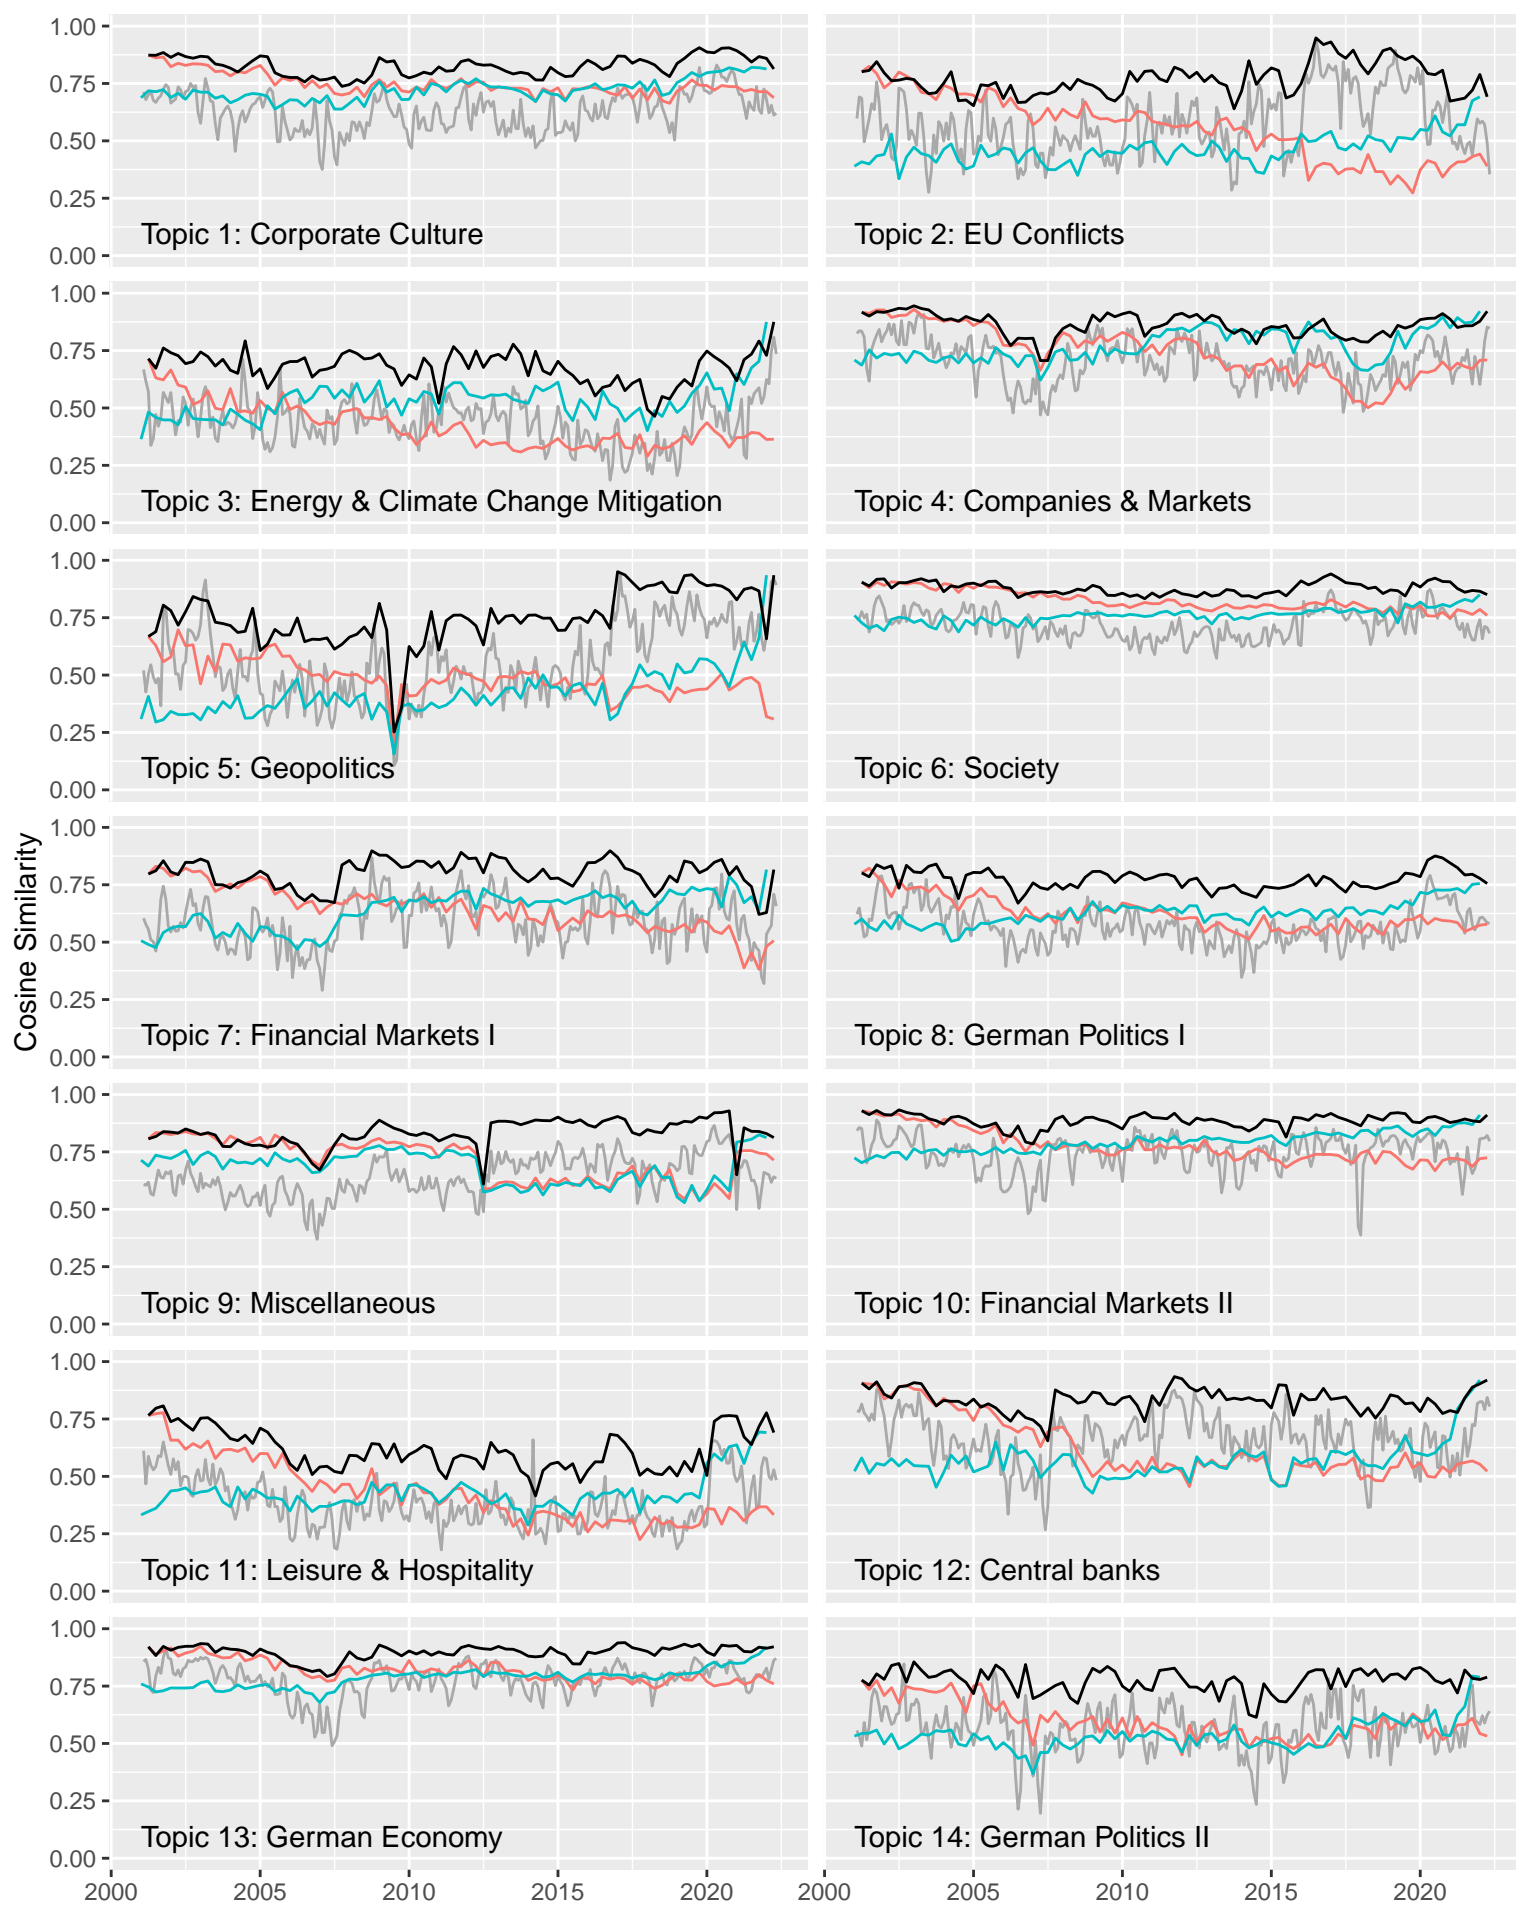 Cosine Similarity
1.00
0.75
0.50
0.25
0.00
Topic 1: Corporate Culture
Topic 2: EU Conflicts
1.00
0.75
0.50
0.25
0.00
Topic 3: Energy & Climate Change Mitigation
Topic 4: Companies & Markets
1.00
0.75
0.50
0.25
0.00
Topic 5: Geopolitics
Topic 6: Society
1.00
0.75
0.50
0.25
0.00
Topic 7: Financial Markets I
Topic 8: German Politics I
1.00
0.75
0.50
0.25
0.00
Topic 9: Miscellaneous
Topic 10: Financial Markets II
1.00
0.75
0.50
0.25
0.00
Topic 11: Leisure & Hospitality
Topic 12: Central banks
1.00
0.75
0.50
0.25
0.00
Topic 13: German Economy
Topic 14: German Politics II
2000 2005 2010 2015 2020 2000 2005 2010 2015 2020